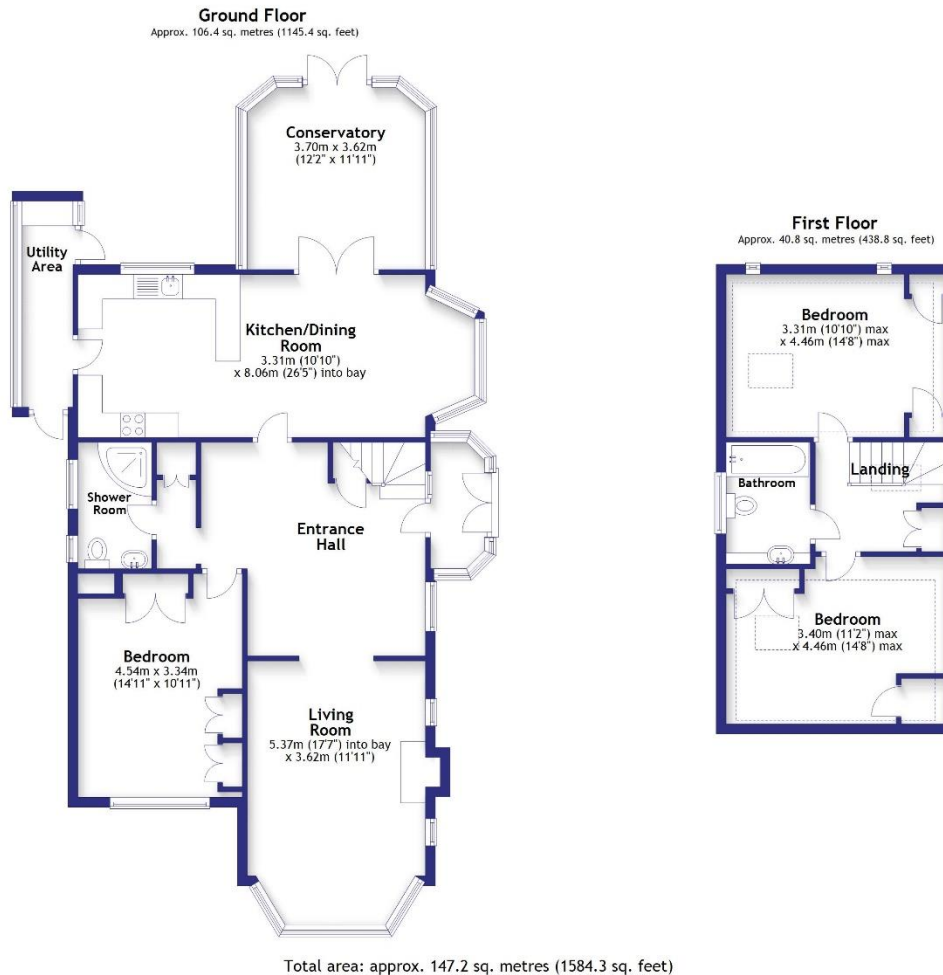 Ground Floor
Approx. 106.4 sq. metres (1145.4 sq. feet)
Conservatory
3.70m x 3.62m
(12'2" x 11'11")
Utility
Area
Kitchen/Dining
Room
3.31m (10'10")
x 8.06m (26'5") into bay
Shower
Room
Entrance
Hall
Bedroom
4.54m x 3.34m
(14'11" x 10'11")
Living
Room
5.37m (17'7") into bay
x 3.62m (11'11")
First Floor
Approx. 40.8 sq. metres (438.8 sq. feet)
Bedroom
3.31m (10'10") max
x 4.46m (14'8") max
Landing
Bathroom
Bedroom
3.40m (11'2") max
x 4.46m (14'8") max
Total area: approx. 147.2 sq. metres (1584.3 sq. feet)